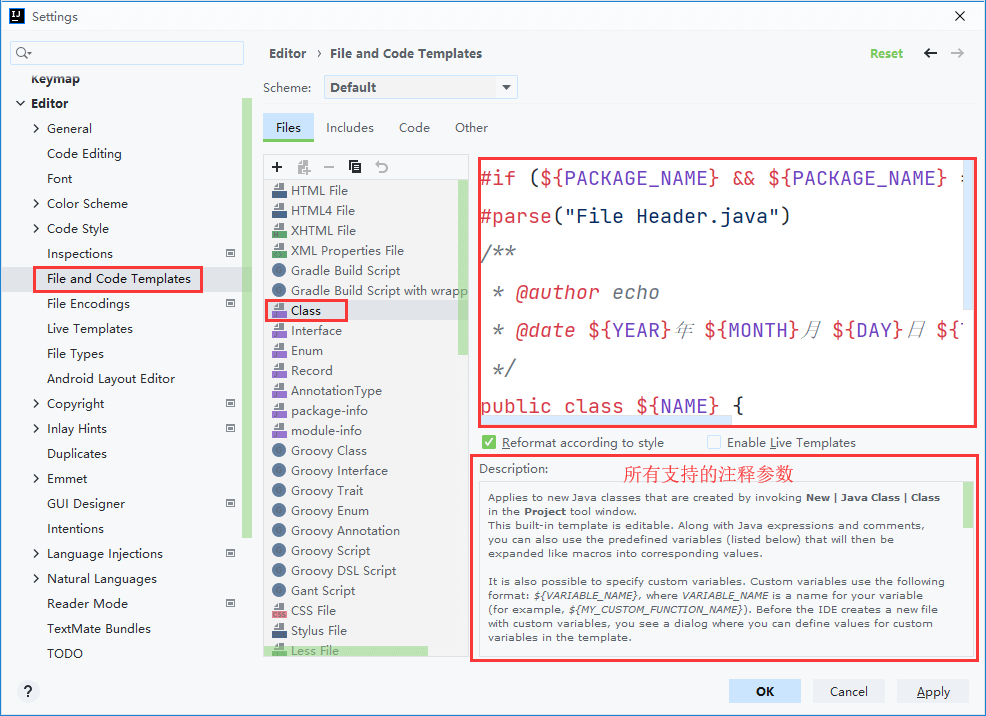 Settings
Keymap
Editor
General
Code Editing
Font
Color Scheme
Code Style
Inspections
File and Code Templates
File Encodings
Live Templates
File Types
Android Layout Editor
Copyright
Inlay Hints
Duplicates
Emmet
GUI Designer
Intentions
Language Injections
Natural Languages
Reader Mode
TextMate Bundles
TODO
Editor › File and Code Templates
Reset
Scheme: Default
Files Includes Code Other
HTML File
HTML4 File
XHTML File
XML Properties File
Gradle Build Script
Gradle Build Script with wrapp
Class
Interface
Enum
Record
AnnotationType
package-info
module-info
Groovy Class
Groovy Interface
Groovy Trait
Groovy Enum
Groovy Annotation
Groovy Script
Groovy DSL Script
Gant Script
CSS File
Stylus File
Less File
#if (${PACKAGE_NAME} && ${PACKAGE_NAME}
#parse("File Header.java")
/**
* @author echo
* @date ${YEAR}年 ${MONTH}月 ${DAY}日 ${
*/
public class ${NAME} {
Reformat according to style Enable Live Templates
Description: 所有支持的注释参数
Applies to new Java classes that are created by invoking New | Java Class | Class
in the Project tool window.
This built-in template is editable. Along with Java expressions and comments,
you can also use the predefined variables (listed below) that will then be
expanded like macros into corresponding values.
It is also possible to specify custom variables. Custom variables use the following
format: ${VARIABLE_NAME}, where VARIABLE_NAME is a name for your variable
(for example, ${MY_CUSTOM_FUNCTION_NAME}). Before the IDE creates a new file
with custom variables, you see a dialog where you can define values for custom
variables in the template.
?
OK Cancel Apply